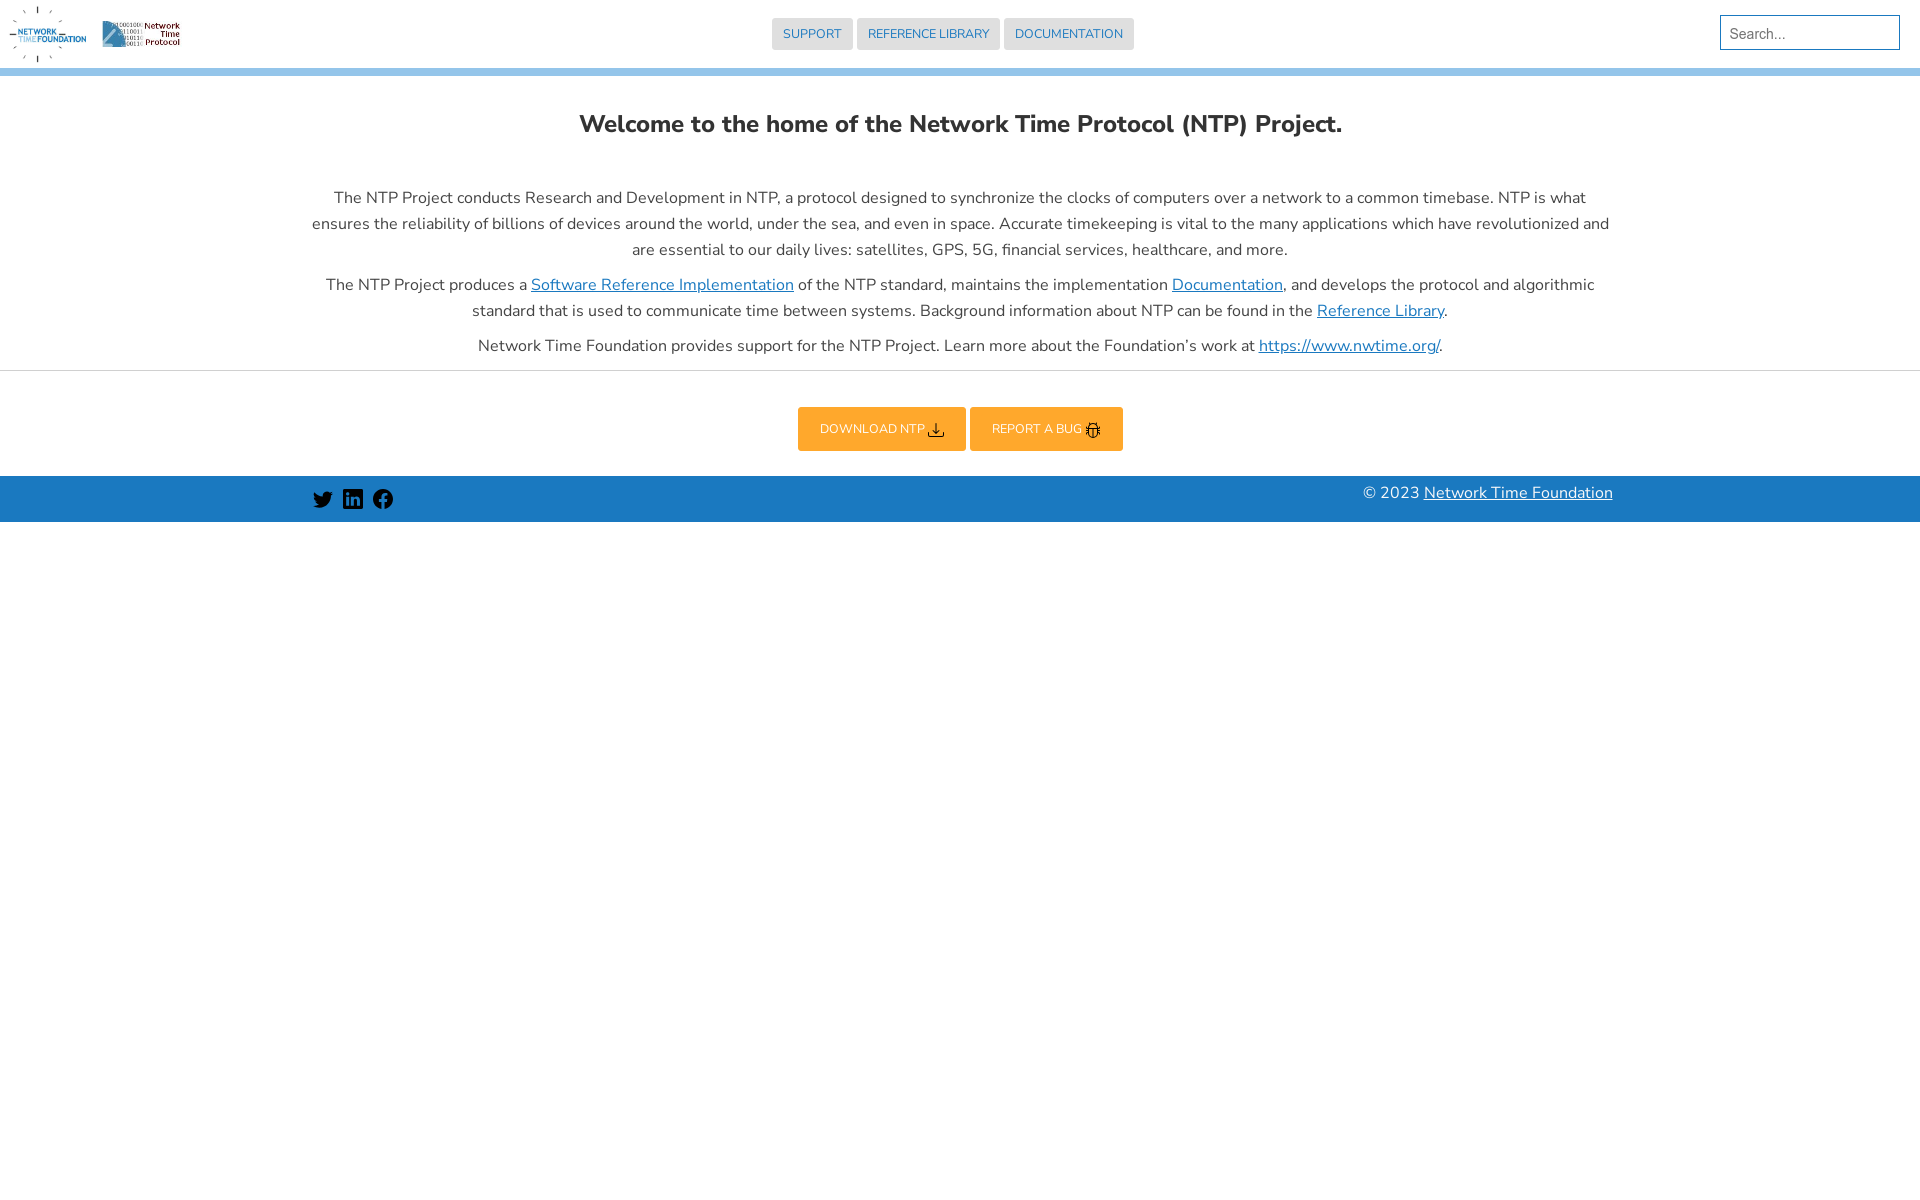 NETWORK
TIMEFOUNDATION
Network
Time
Protocol
SUPPORT
REFERENCE LIBRARY
DOCUMENTATION
Search...
Welcome to the home of the Network Time Protocol (NTP) Project.
The NTP Project conducts Research and Development in NTP, a protocol designed to synchronize the clocks of computers over a network to a common timebase. NTP is what
ensures the reliability of billions of devices around the world, under the sea, and even in space. Accurate timekeeping is vital to the many applications which have revolutionized and
are essential to our daily lives: satellites, GPS, 5G, financial services, healthcare, and more.
The NTP Project produces a Software Reference Implementation of the NTP standard, maintains the implementation Documentation, and develops the protocol and algorithmic
standard that is used to communicate time between systems. Background information about NTP can be found in the Reference Library.
Network Time Foundation provides support for the NTP Project. Learn more about the Foundation’s work at https://www.nwtime.org/.
DOWNLOAD NTP
REPORT A BUG
© 2023 Network Time Foundation